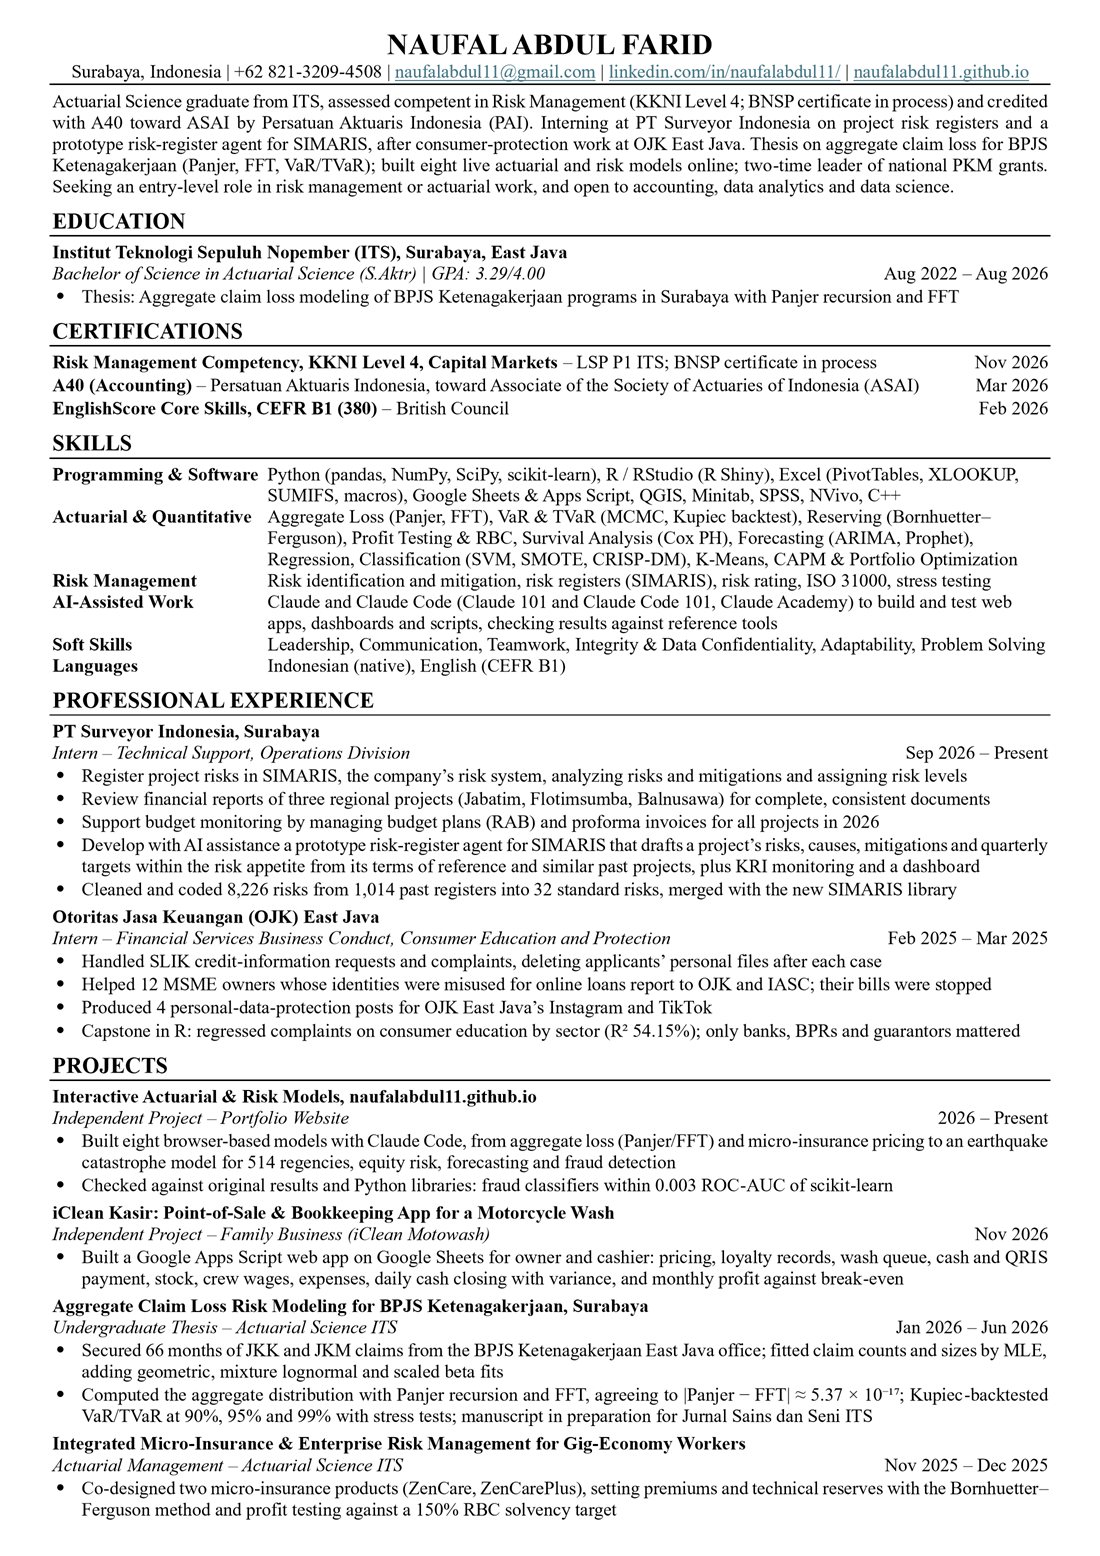 NAUFAL ABDUL FARID
Surabaya, Indonesia | +62 821-3209-4508 | naufalabdul11@gmail.com | linkedin.com/in/naufalabdul11/ | naufalabdul11.github.io
Actuarial Science graduate from ITS, assessed competent in Risk Management (KKNI Level 4; BNSP certificate in process) and credited
with A40 toward ASAI by Persatuan Aktuaris Indonesia (PAI). Interning at PT Surveyor Indonesia on project risk registers and a
prototype risk-register agent for SIMARIS, after consumer-protection work at OJK East Java. Thesis on aggregate claim loss for BPJS
Ketenagakerjaan (Panjer, FFT, VaR/TVaR); built eight live actuarial and risk models online; two-time leader of national PKM grants.
Seeking an entry-level role in risk management or actuarial work, and open to accounting, data analytics and data science.
EDUCATION
Institut Teknologi Sepuluh Nopember (ITS), Surabaya, East Java
Bachelor of Science in Actuarial Science (S.Aktr) | GPA: 3.29/4.00 Aug 2022 – Aug 2026
• Thesis: Aggregate claim loss modeling of BPJS Ketenagakerjaan programs in Surabaya with Panjer recursion and FFT
CERTIFICATIONS
Risk Management Competency, KKNI Level 4, Capital Markets – LSP P1 ITS; BNSP certificate in process Nov 2026
A40 (Accounting) – Persatuan Aktuaris Indonesia, toward Associate of the Society of Actuaries of Indonesia (ASAI) Mar 2026
EnglishScore Core Skills, CEFR B1 (380) – British Council Feb 2026
SKILLS
Programming & Software Python (pandas, NumPy, SciPy, scikit-learn), R / RStudio (R Shiny), Excel (PivotTables, XLOOKUP,
SUMIFS, macros), Google Sheets & Apps Script, QGIS, Minitab, SPSS, NVivo, C++
Actuarial & Quantitative Aggregate Loss (Panjer, FFT), VaR & TVaR (MCMC, Kupiec backtest), Reserving (Bornhuetter–
Ferguson), Profit Testing & RBC, Survival Analysis (Cox PH), Forecasting (ARIMA, Prophet),
Regression, Classification (SVM, SMOTE, CRISP-DM), K-Means, CAPM & Portfolio Optimization
Risk Management Risk identification and mitigation, risk registers (SIMARIS), risk rating, ISO 31000, stress testing
AI-Assisted Work Claude and Claude Code (Claude 101 and Claude Code 101, Claude Academy) to build and test web
apps, dashboards and scripts, checking results against reference tools
Soft Skills Leadership, Communication, Teamwork, Integrity & Data Confidentiality, Adaptability, Problem Solving
Languages Indonesian (native), English (CEFR B1)
PROFESSIONAL EXPERIENCE
PT Surveyor Indonesia, Surabaya
Intern – Technical Support, Operations Division Sep 2026 – Present
• Register project risks in SIMARIS, the company’s risk system, analyzing risks and mitigations and assigning risk levels
• Review financial reports of three regional projects (Jabatim, Flotimsumba, Balnusawa) for complete, consistent documents
• Support budget monitoring by managing budget plans (RAB) and proforma invoices for all projects in 2026
• Develop with AI assistance a prototype risk-register agent for SIMARIS that drafts a project’s risks, causes, mitigations and quarterly
targets within the risk appetite from its terms of reference and similar past projects, plus KRI monitoring and a dashboard
• Cleaned and coded 8,226 risks from 1,014 past registers into 32 standard risks, merged with the new SIMARIS library
Otoritas Jasa Keuangan (OJK) East Java
Intern – Financial Services Business Conduct, Consumer Education and Protection Feb 2025 – Mar 2025
• Handled SLIK credit-information requests and complaints, deleting applicants’ personal files after each case
• Helped 12 MSME owners whose identities were misused for online loans report to OJK and IASC; their bills were stopped
• Produced 4 personal-data-protection posts for OJK East Java’s Instagram and TikTok
• Capstone in R: regressed complaints on consumer education by sector (R² 54.15%); only banks, BPRs and guarantors mattered
PROJECTS
Interactive Actuarial & Risk Models, naufalabdul11.github.io
Independent Project – Portfolio Website 2026 – Present
• Built eight browser-based models with Claude Code, from aggregate loss (Panjer/FFT) and micro-insurance pricing to an earthquake
catastrophe model for 514 regencies, equity risk, forecasting and fraud detection
• Checked against original results and Python libraries: fraud classifiers within 0.003 ROC-AUC of scikit-learn
iClean Kasir: Point-of-Sale & Bookkeeping App for a Motorcycle Wash
Independent Project – Family Business (iClean Motowash) Nov 2026
• Built a Google Apps Script web app on Google Sheets for owner and cashier: pricing, loyalty records, wash queue, cash and QRIS
payment, stock, crew wages, expenses, daily cash closing with variance, and monthly profit against break-even
Aggregate Claim Loss Risk Modeling for BPJS Ketenagakerjaan, Surabaya
Undergraduate Thesis – Actuarial Science ITS Jan 2026 – Jun 2026
• Secured 66 months of JKK and JKM claims from the BPJS Ketenagakerjaan East Java office; fitted claim counts and sizes by MLE,
adding geometric, mixture lognormal and scaled beta fits
• Computed the aggregate distribution with Panjer recursion and FFT, agreeing to |Panjer − FFT| ≈ 5.37 × 10⁻¹⁷; Kupiec-backtested
VaR/TVaR at 90%, 95% and 99% with stress tests; manuscript in preparation for Jurnal Sains dan Seni ITS
Integrated Micro-Insurance & Enterprise Risk Management for Gig-Economy Workers
Actuarial Management – Actuarial Science ITS Nov 2025 – Dec 2025
• Co-designed two micro-insurance products (ZenCare, ZenCarePlus), setting premiums and technical reserves with the Bornhuetter–
Ferguson method and profit testing against a 150% RBC solvency target